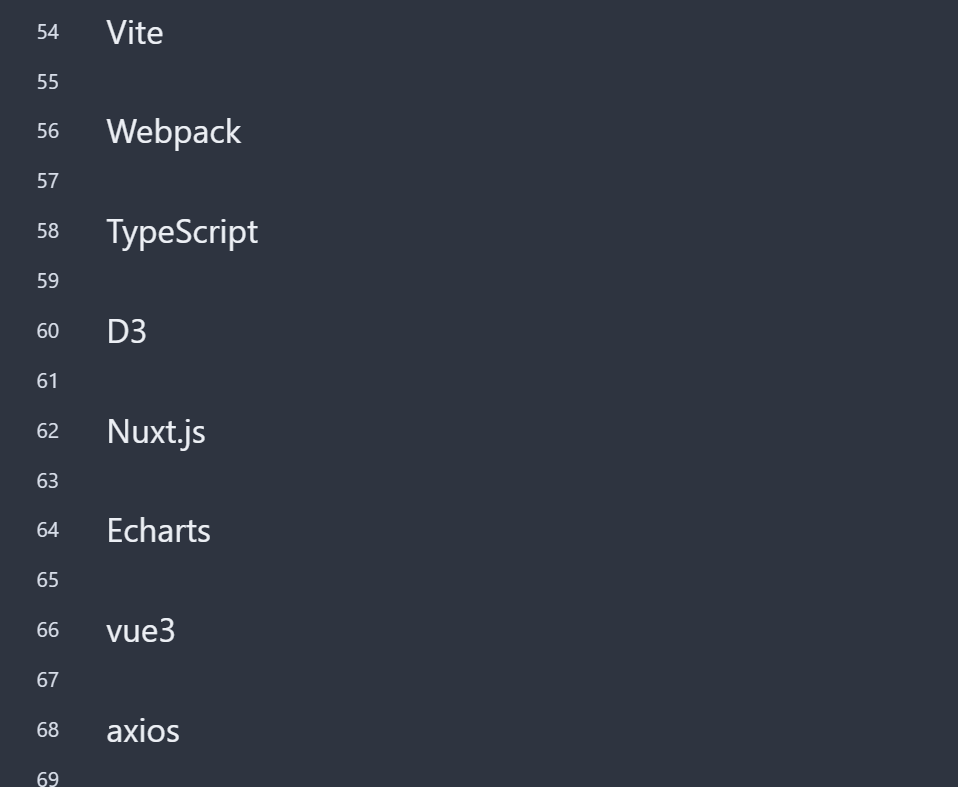 54 Vite
55
56 Webpack
57
58 TypeScript
59
60 D3
61
62 Nuxt.js
63
64 Echarts
65
66 vue3
67
68 axios
69